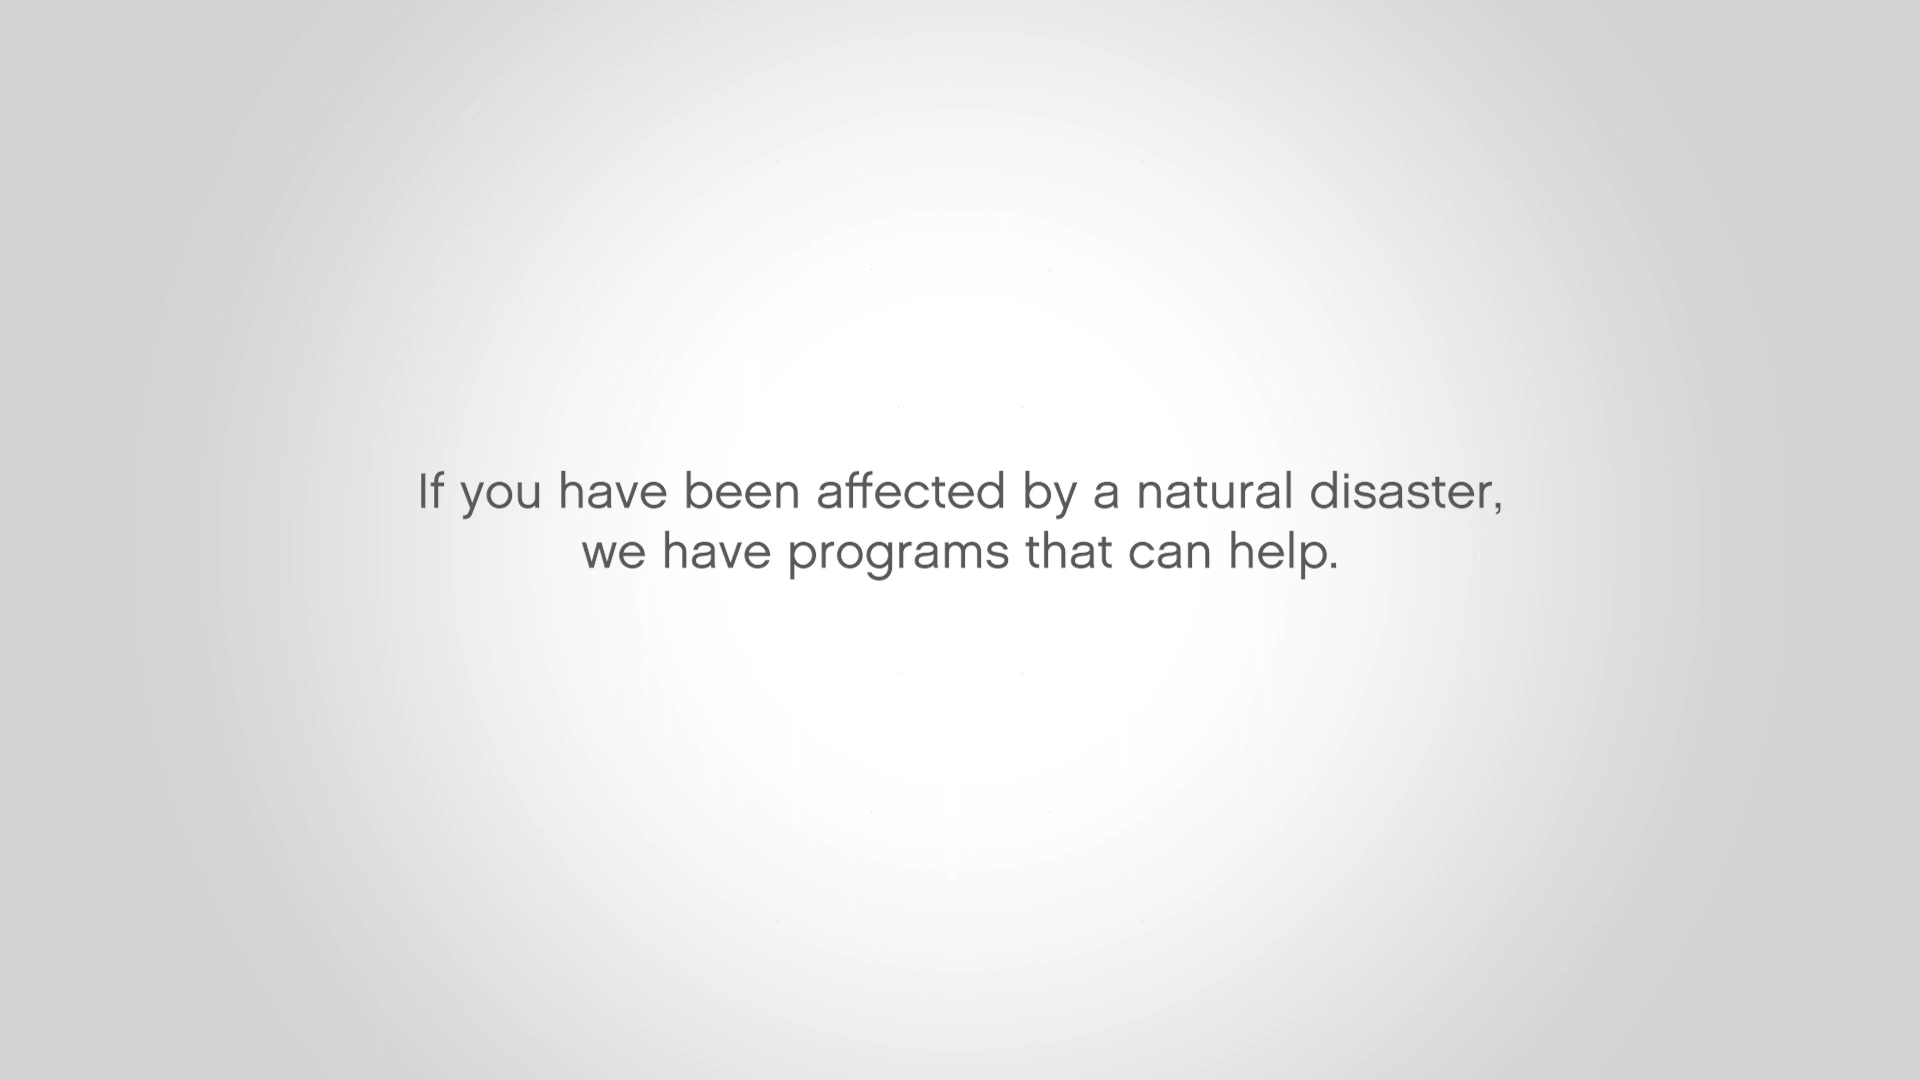 If you have been affected by a natural disaster,
we have programs that can help.